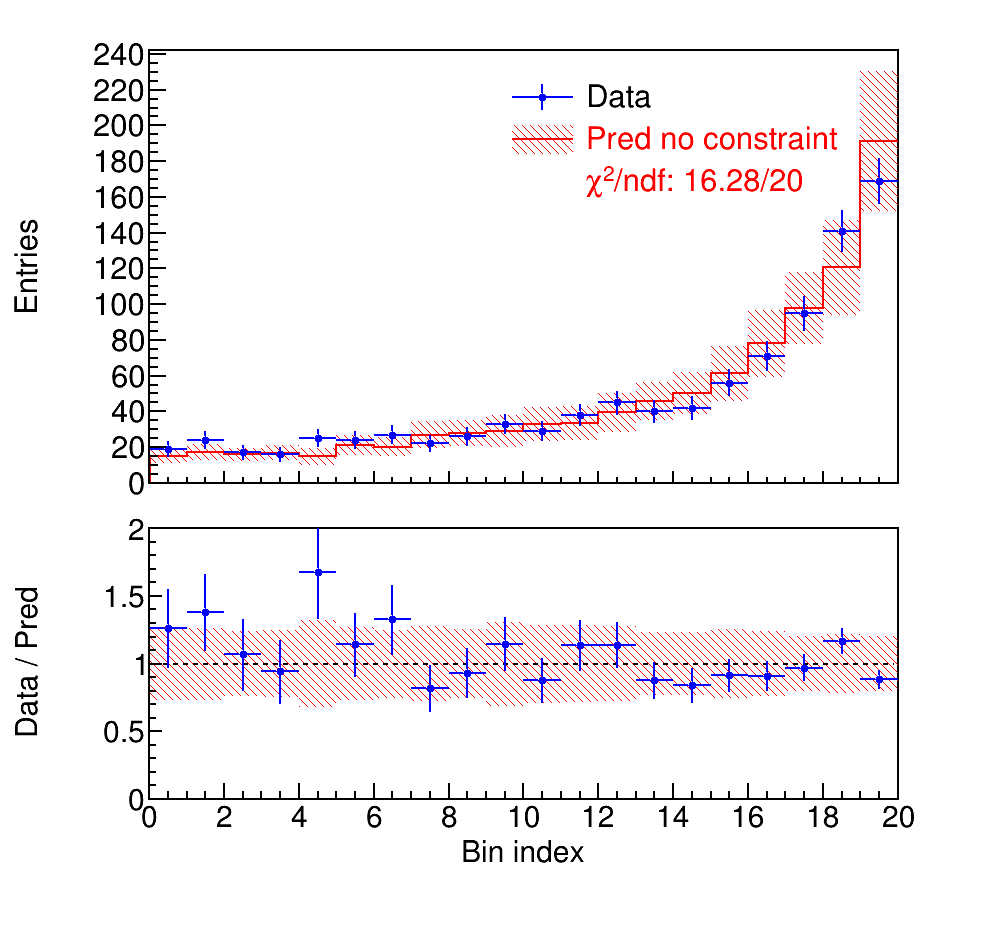 240
220
200
180
160
140
120
100
80
60
40
20
0
Entries
Data
Pred no constraint
χ²/ndf: 16.28/20
2
1.5
1
0.5
0
Data / Pred
0 2 4 6 8 10 12 14 16 18 20
Bin index